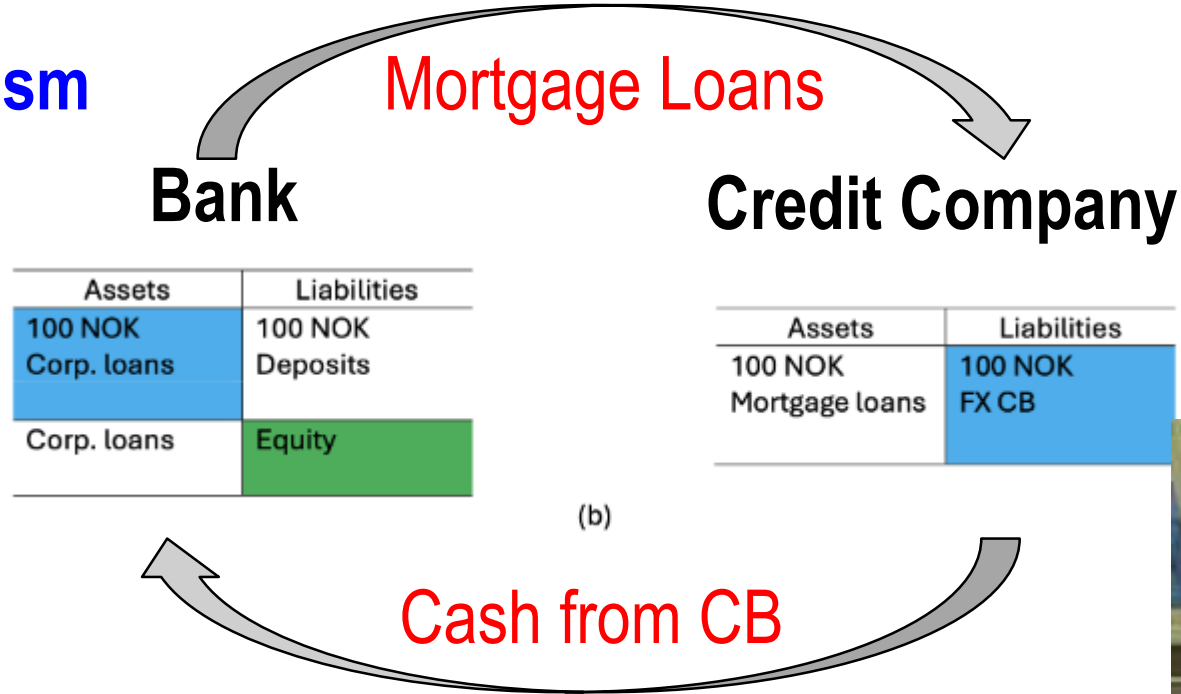 sm
Mortgage Loans
Bank
Credit Company
Assets Liabilities
100 NOK 100 NOK
Corp. loans Deposits
Corp. loans Equity
Assets Liabilities
100 NOK 100 NOK
Mortgage loans FX CB
(b)
Cash from CB